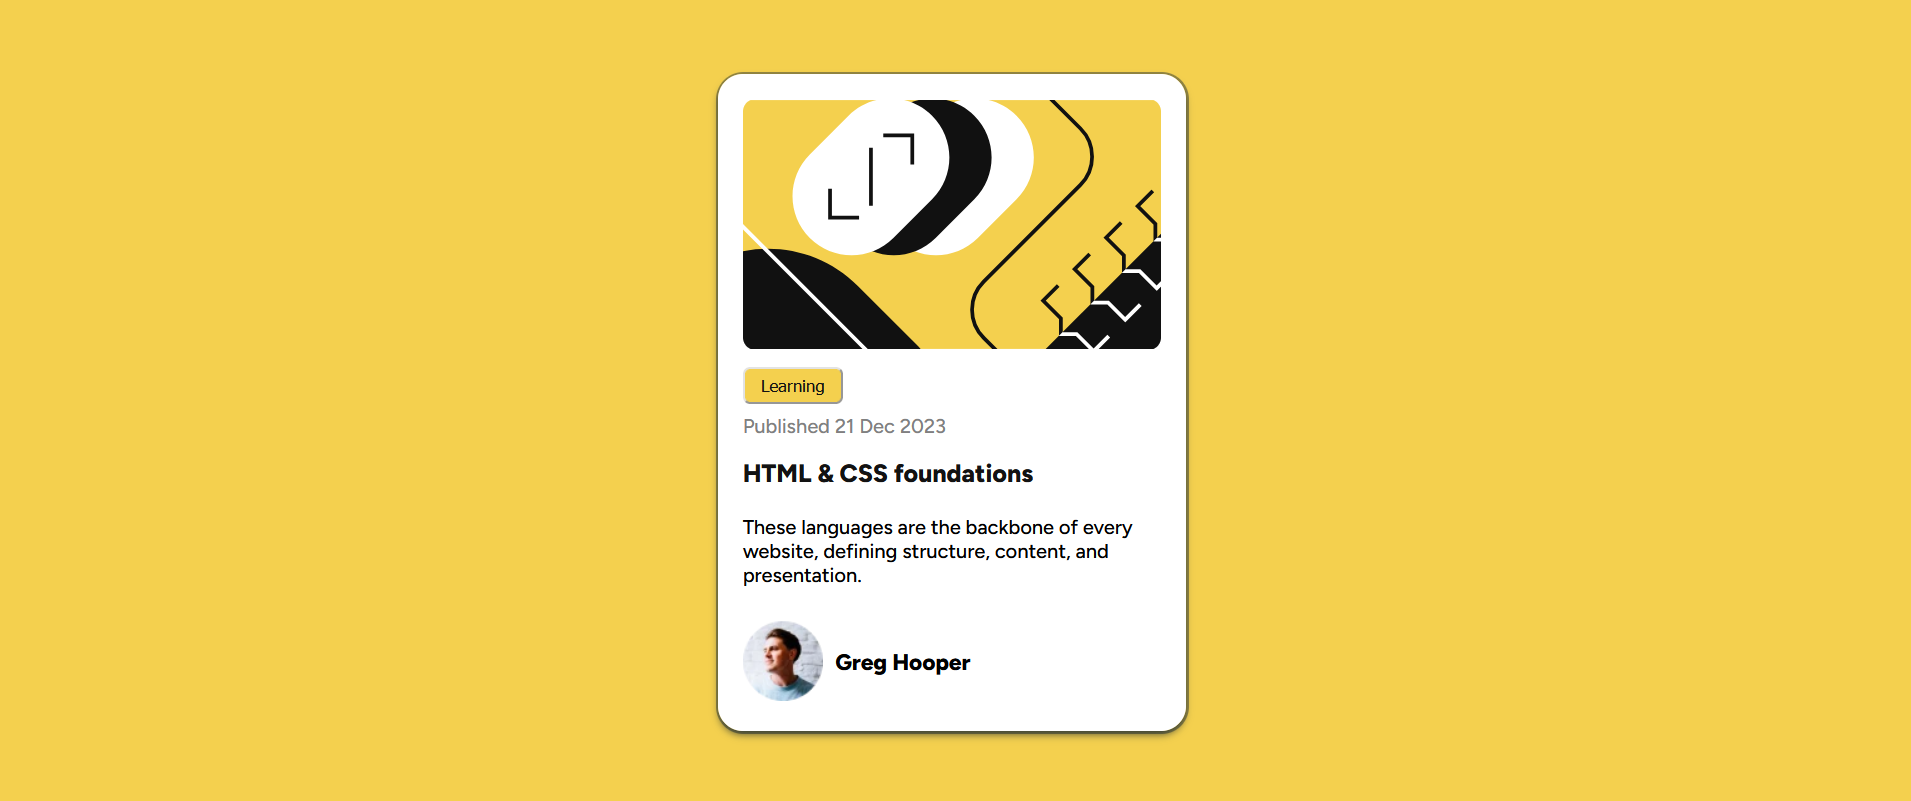 Learning
Published 21 Dec 2023
HTML & CSS foundations
These languages are the backbone of every
website, defining structure, content, and
presentation.
Greg Hooper